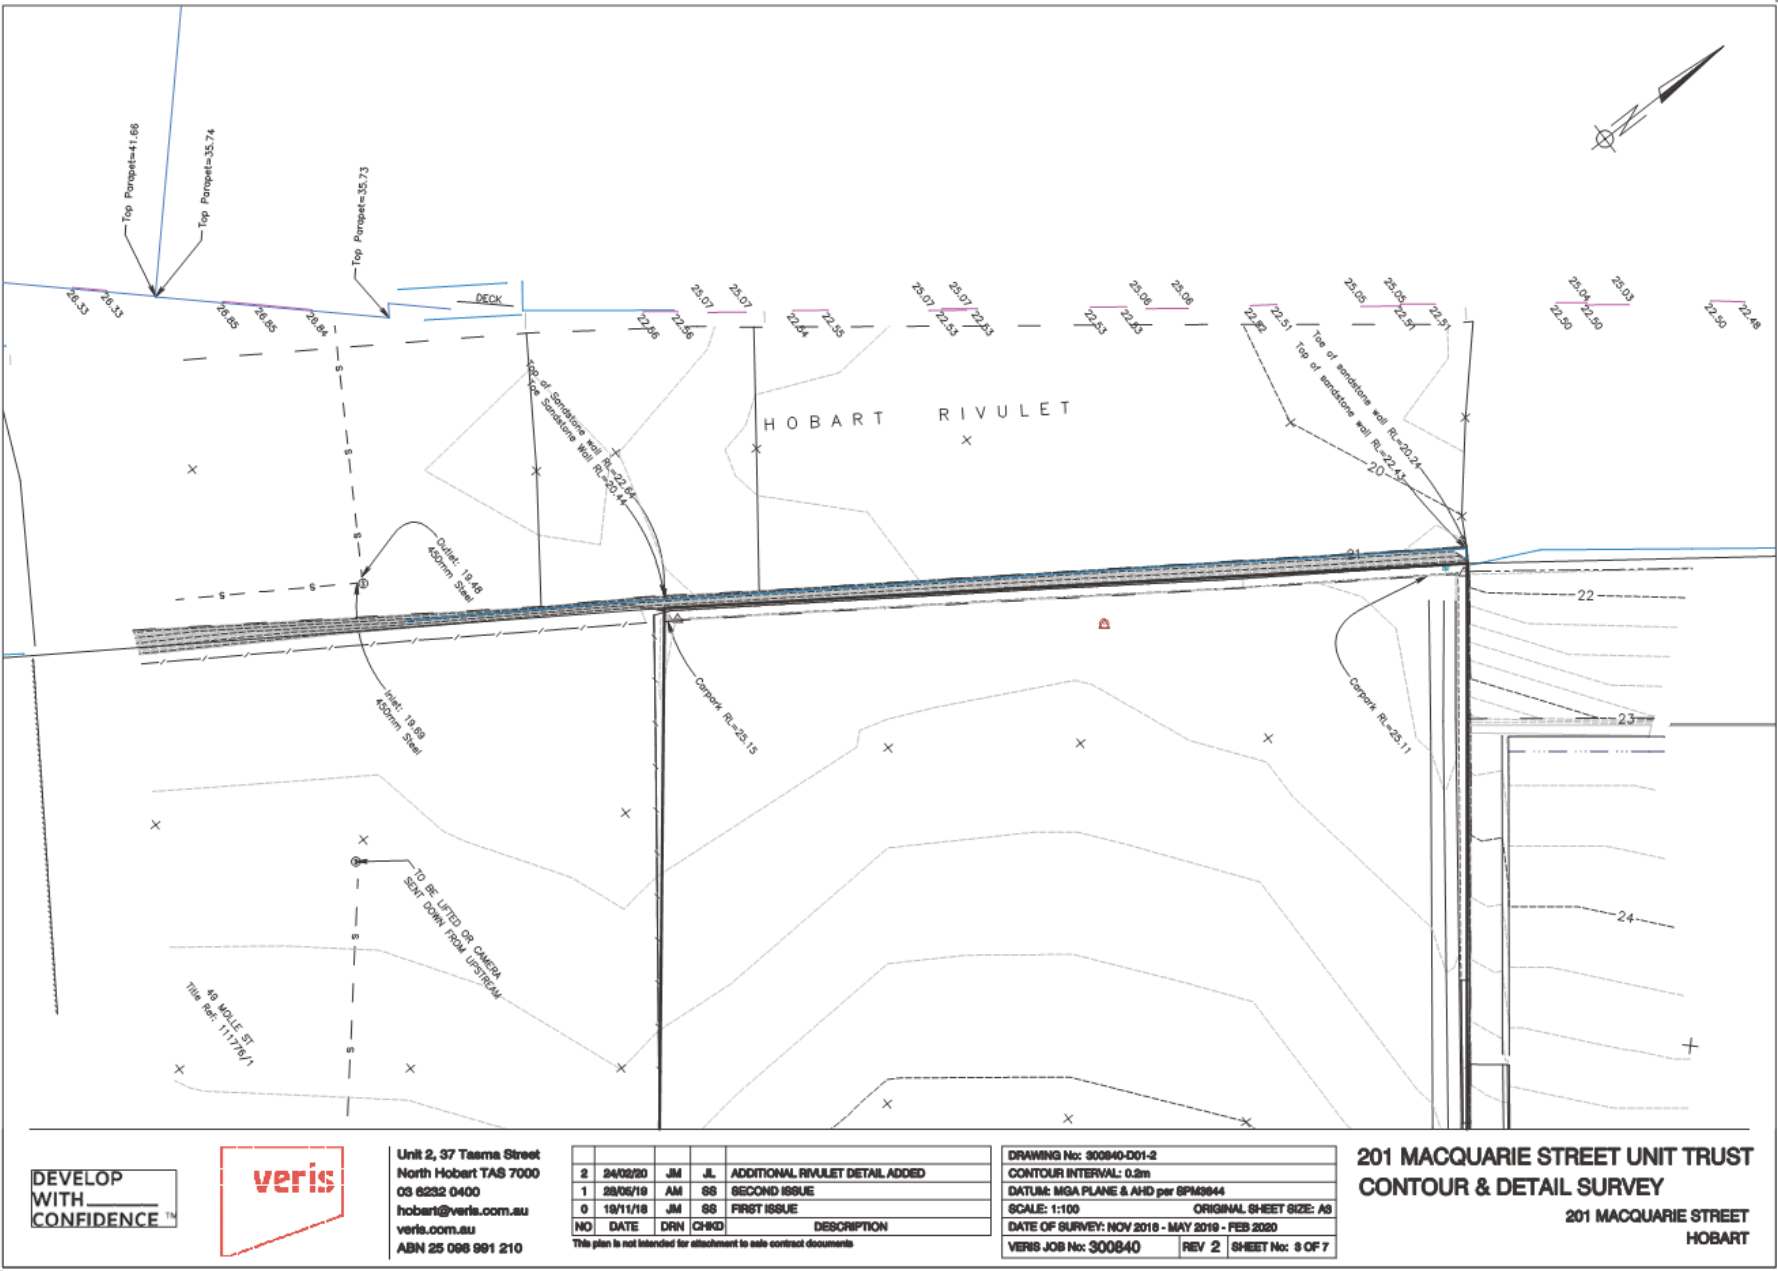 Top Parapet=41.66
Top Parapet=35.74
Top Parapet=35.73
N
26.33
26.33
26.85
26.85
26.84
DECK
25.07
25.07
22.56
22.56
22.54
22.55
25.07
25.07
22.53
22.53
25.06
25.06
22.53
22.53
22.52
22.51
25.05
25.05
22.51
22.51
25.04
25.03
22.50
22.50
22.50
22.48
Top of Sandstone wall RL=22.64
Toe Sandstone Wall RL=20.44
HOBART RIVULET
Toe of sandstone wall RL=20.24
Top of sandstone wall RL=22.43
20
21
S
S
S
S
S
Outlet: 19.48
450mm Steel
Inlet: 19.69
450mm Steel
Carpark RL=25.15
Carpark RL=25.11
22
23
24
TO BE LIFTED OR CAMERA
SENT DOWN FROM UPSTREAM
S
S
49 MOLLE ST
Title Ref: 111776/1
DEVELOP
WITH
CONFIDENCE ™
veris
Unit 2, 37 Tasma Street
North Hobart TAS 7000
03 6232 0400
hobart@veris.com.au
veris.com.au
ABN 25 098 991 210
2 24/02/20 JM JL ADDITIONAL RIVULET DETAIL ADDED
1 28/05/19 AM SS SECOND ISSUE
0 19/11/18 JM SS FIRST ISSUE
NO DATE DRN CHKD DESCRIPTION
This plan is not intended for attachment to sale contract documents
DRAWING No: 300840-D01-2
CONTOUR INTERVAL: 0.2m
DATUM: MGA PLANE & AHD per SPM9844
SCALE: 1:100 ORIGINAL SHEET SIZE: A3
DATE OF SURVEY: NOV 2018 - MAY 2019 - FEB 2020
VERIS JOB No: 300840 REV 2 SHEET No: 3 OF 7
201 MACQUARIE STREET UNIT TRUST
CONTOUR & DETAIL SURVEY
201 MACQUARIE STREET
HOBART